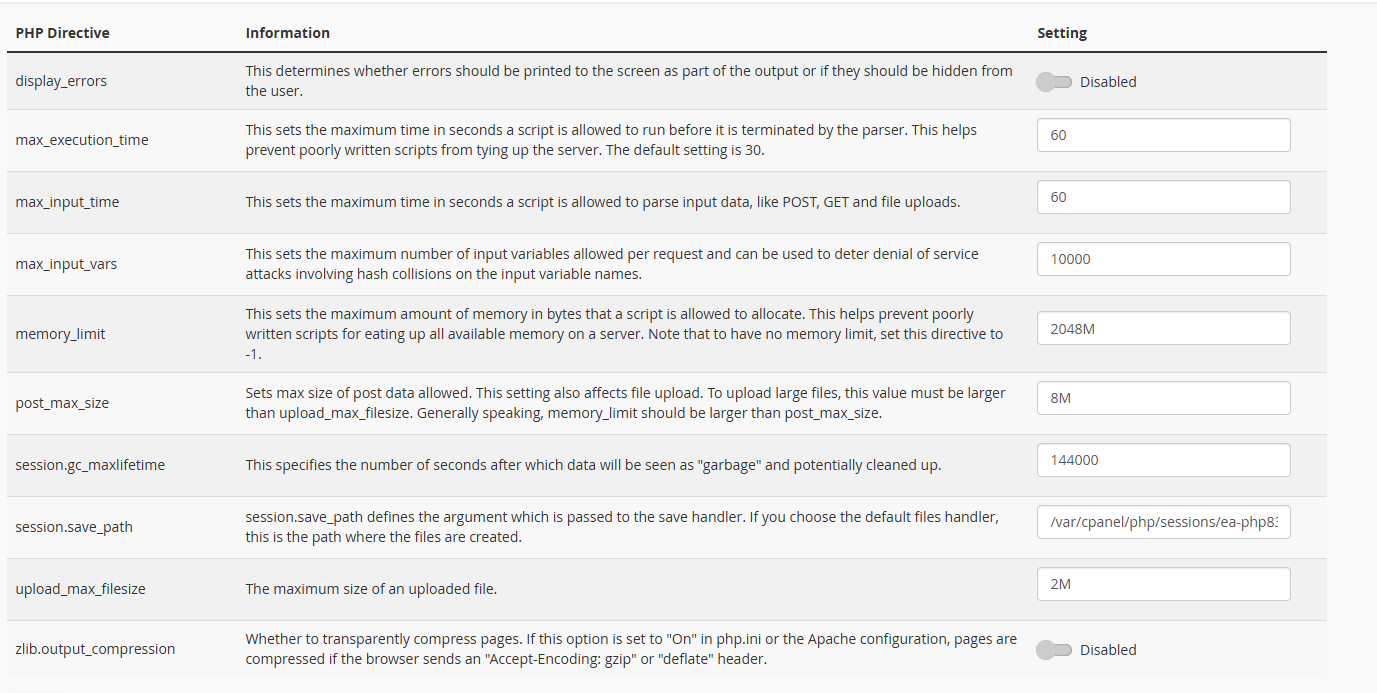 PHP Directive Information Setting
display_errors
This determines whether errors should be printed to the screen as part of the output or if they should be hidden from
the user.
Disabled
max_execution_time
This sets the maximum time in seconds a script is allowed to run before it is terminated by the parser. This helps
prevent poorly written scripts from tying up the server. The default setting is 30.
60
max_input_time
This sets the maximum time in seconds a script is allowed to parse input data, like POST, GET and file uploads.
60
max_input_vars
This sets the maximum number of input variables allowed per request and can be used to deter denial of service
attacks involving hash collisions on the input variable names.
10000
memory_limit
This sets the maximum amount of memory in bytes that a script is allowed to allocate. This helps prevent poorly
written scripts for eating up all available memory on a server. Note that to have no memory limit, set this directive to
-1.
2048M
post_max_size
Sets max size of post data allowed. This setting also affects file upload. To upload large files, this value must be larger
than upload_max_filesize. Generally speaking, memory_limit should be larger than post_max_size.
8M
session.gc_maxlifetime
This specifies the number of seconds after which data will be seen as "garbage" and potentially cleaned up.
144000
session.save_path
session.save_path defines the argument which is passed to the save handler. If you choose the default files handler,
this is the path where the files are created.
/var/cpanel/php/sessions/ea-php83
upload_max_filesize
The maximum size of an uploaded file.
2M
zlib.output_compression
Whether to transparently compress pages. If this option is set to "On" in php.ini or the Apache configuration, pages are
compressed if the browser sends an "Accept-Encoding: gzip" or "deflate" header.
Disabled